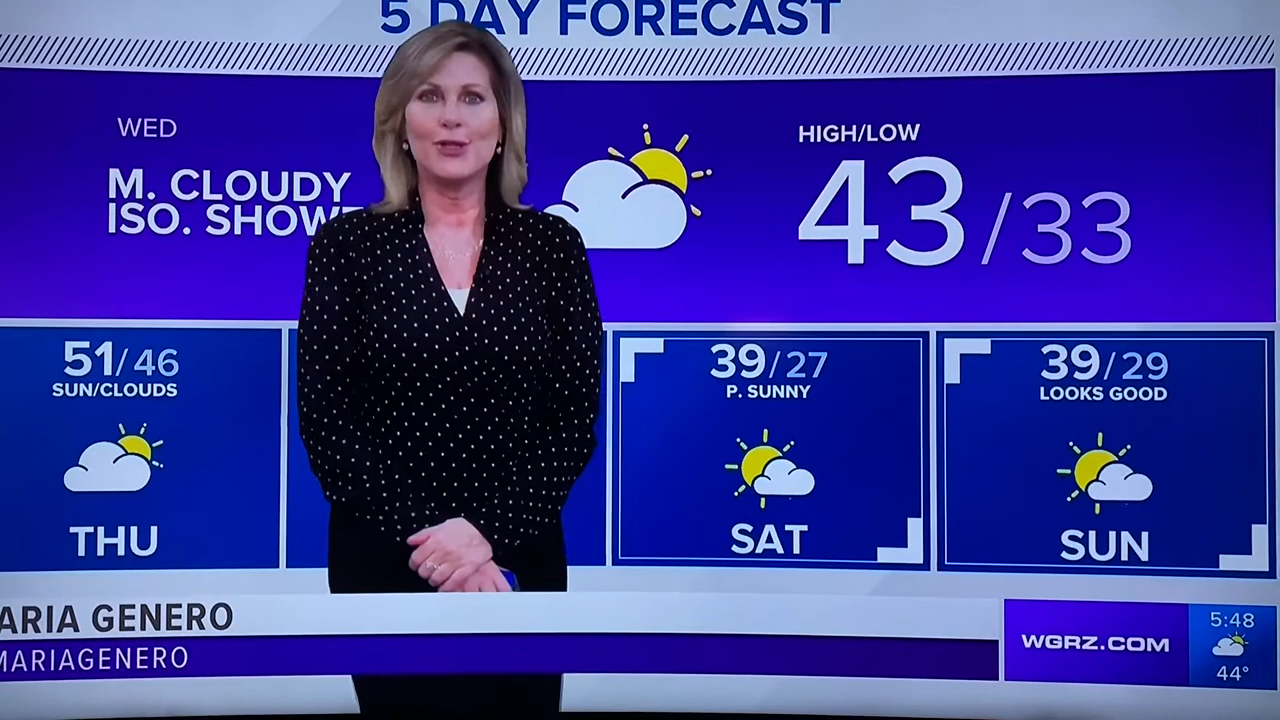 5 DAY FORECAST
WED
M. CLOUDY
ISO.
HIGH/LOW
43/33
51/46
SUN/CLOUDS
THU
39/27
P. SUNNY
SAT
39/29
LOOKS GOOD
SUN
ARIA GENERO
MARIAGENERO
WGRZ.COM
5:48
44°